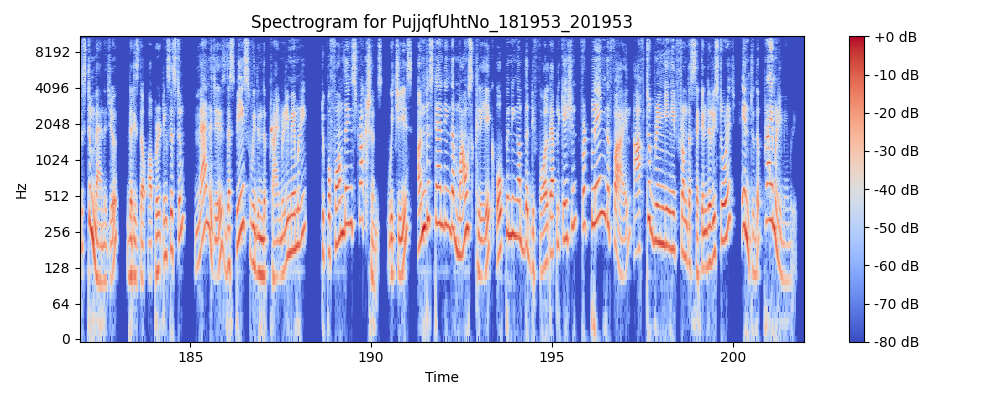 Spectrogram for PujjqfUhtNo_181953_201953
8192
4096
2048
1024
512
256
128
64
0
Hz
185
190
195
200
Time
+0 dB
-10 dB
-20 dB
-30 dB
-40 dB
-50 dB
-60 dB
-70 dB
-80 dB